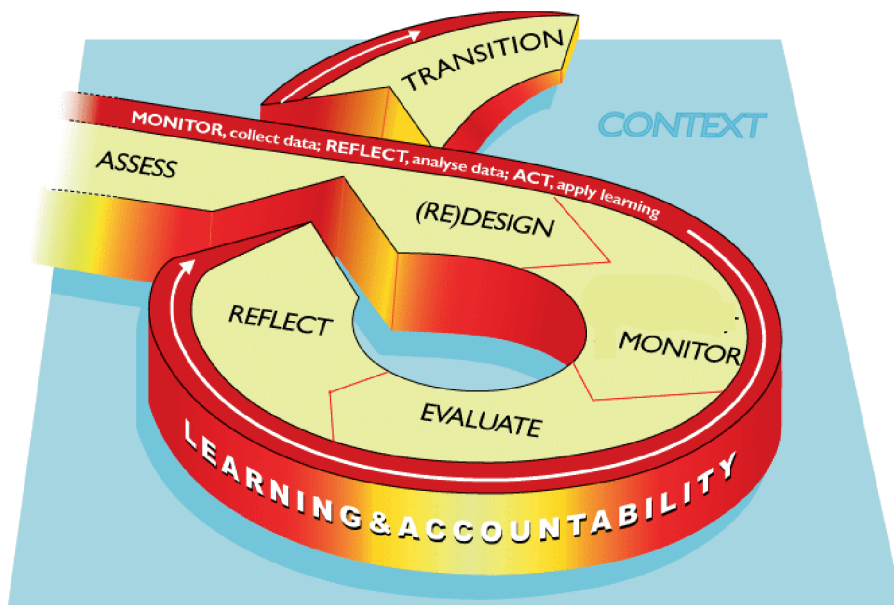 TRANSITION
CONTEXT
MONITOR, collect data; REFLECT, analyse data; ACT, apply learning
ASSESS
(RE)DESIGN
REFLECT
MONITOR
EVALUATE
LEARNING & ACCOUNTABILITY